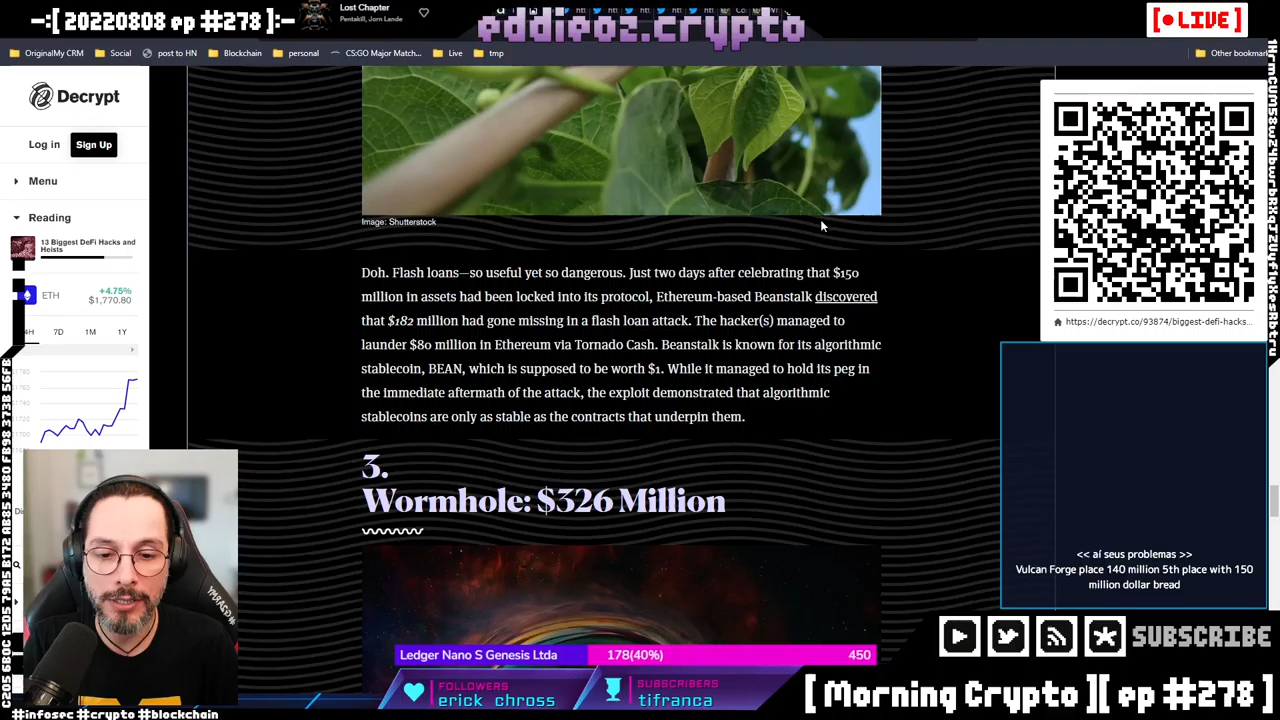 -:[ 20220808 ep #278 ]:-
Lost Chapter
Pentakill, Jorn Lande
eddieoz.crypto
[● LIVE ]
OriginalMy CRM
Social
post to HN
Blockchain
personal
CS:GO Major Match...
Live
tmp
Other bookmar
Decrypt
Log in
Sign Up
Menu
Reading
13 Biggest DeFi Hacks and
Heists
ETH
+4.75%
$1,770.80
7D
1M
1Y
Image: Shutterstock
Doh. Flash loans—so useful yet so dangerous. Just two days after celebrating that $150
million in assets had been locked into its protocol, Ethereum-based Beanstalk discovered
that $182 million had gone missing in a flash loan attack. The hacker(s) managed to
launder $80 million in Ethereum via Tornado Cash. Beanstalk is known for its algorithmic
stablecoin, BEAN, which is supposed to be worth $1. While it managed to hold its peg in
the immediate aftermath of the attack, the exploit demonstrated that algorithmic
stablecoins are only as stable as the contracts that underpin them.
3.
Wormhole: $326 Million
https://decrypt.co/93874/biggest-defi-hacks...
<< aí seus problemas >>
Vulcan Forge place 140 million 5th place with 150
million dollar bread
SUBSCRIBE
Ledger Nano S Genesis Ltda
178(40%)
450
FOLLOWERS
erick chross
SUBSCRIBERS
tifranca
[ Morning Crypto ][ ep #278 ]
#infosec #crypto #blockchain